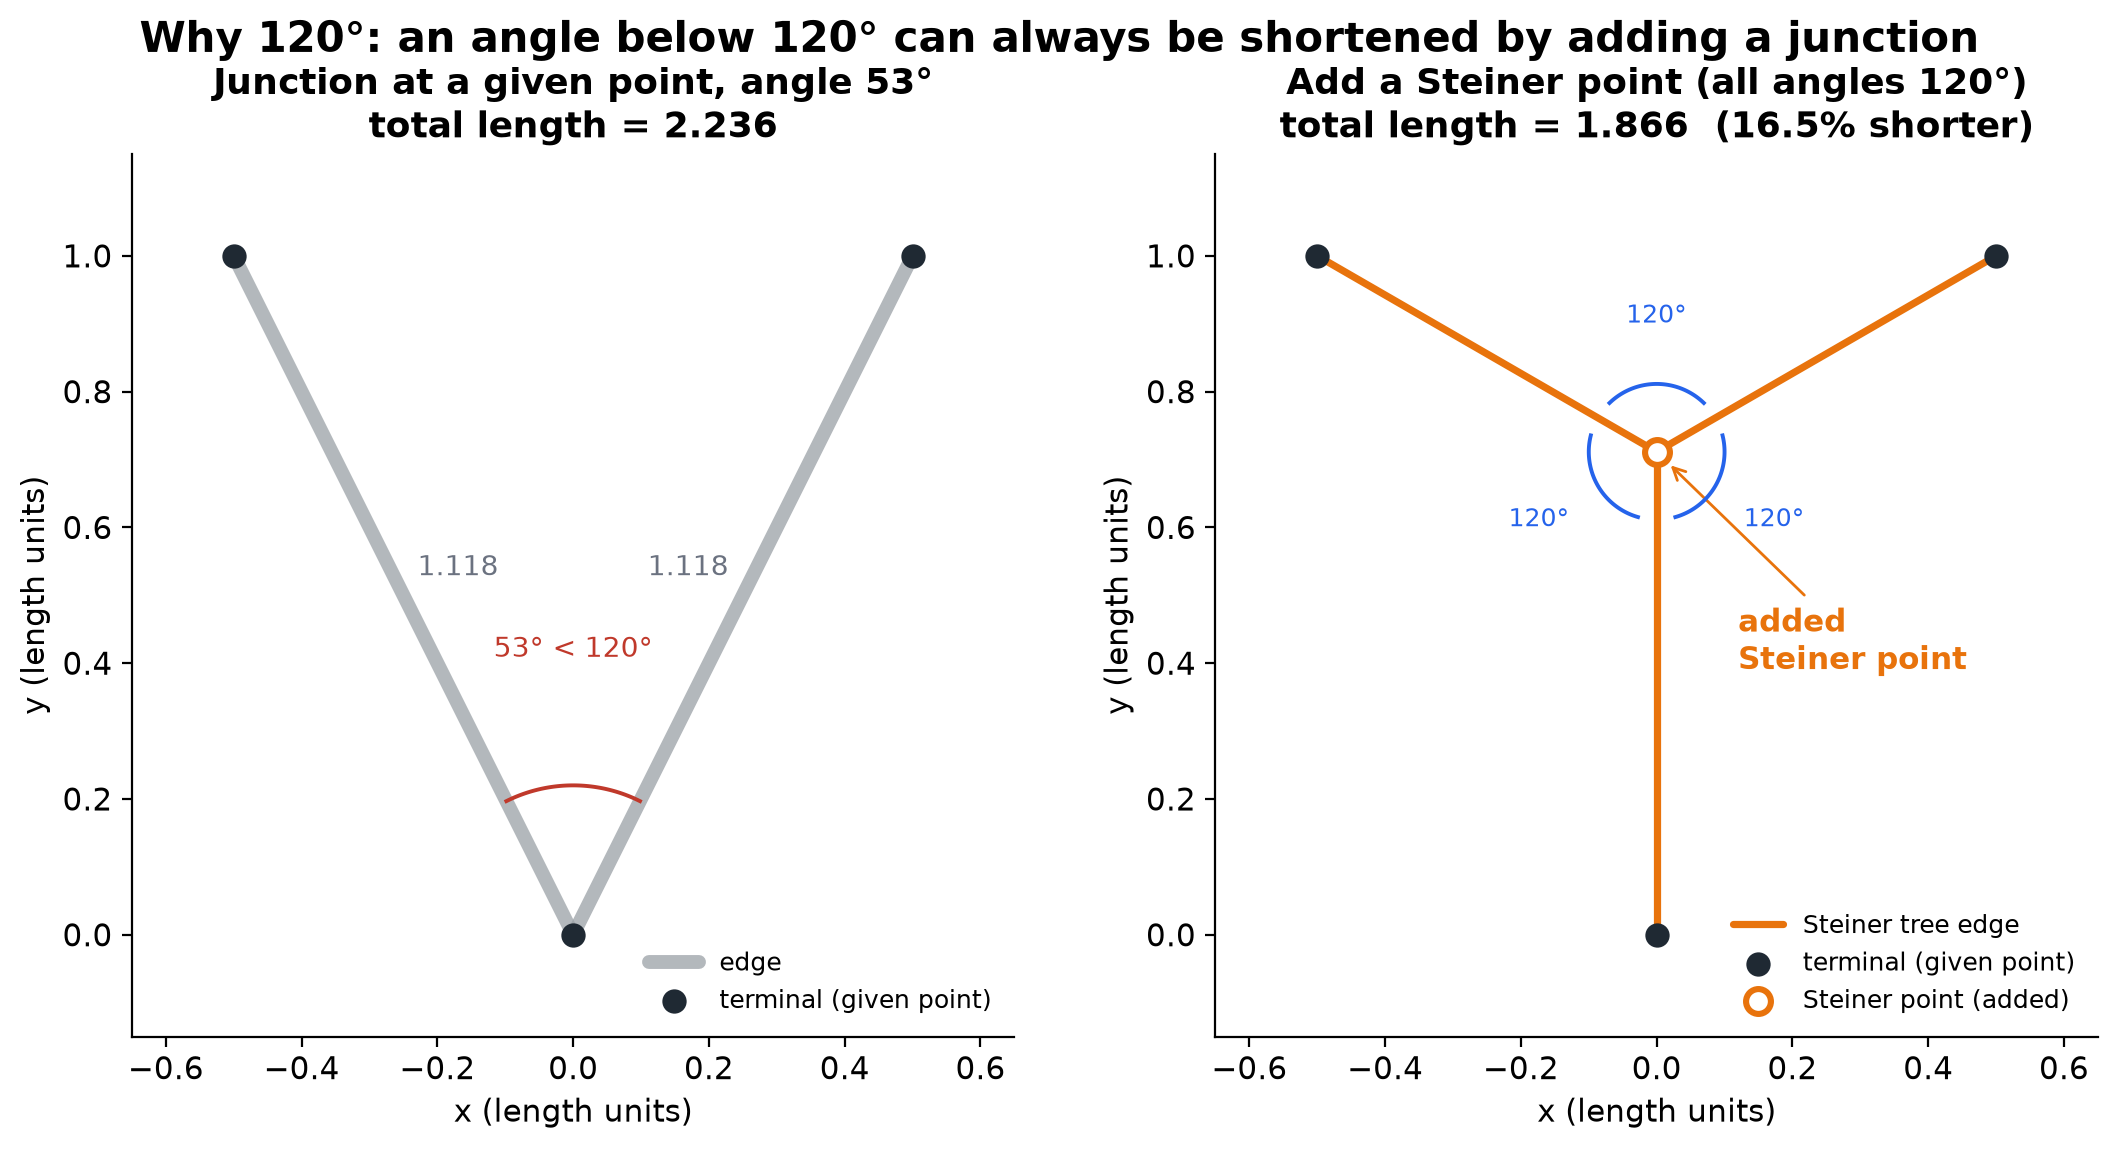 Why 120°: an angle below 120° can always be shortened by adding a junction
Junction at a given point, angle 53°
total length = 2.236
y (length units)
1.0
0.8
0.6
0.4
0.2
0.0
1.118
1.118
53° < 120°
edge
terminal (given point)
−0.6
−0.4
−0.2
0.0
0.2
0.4
0.6
x (length units)
Add a Steiner point (all angles 120°)
total length = 1.866  (16.5% shorter)
y (length units)
1.0
0.8
0.6
0.4
0.2
0.0
120°
120°
120°
added
Steiner point
Steiner tree edge
terminal (given point)
Steiner point (added)
−0.6
−0.4
−0.2
0.0
0.2
0.4
0.6
x (length units)